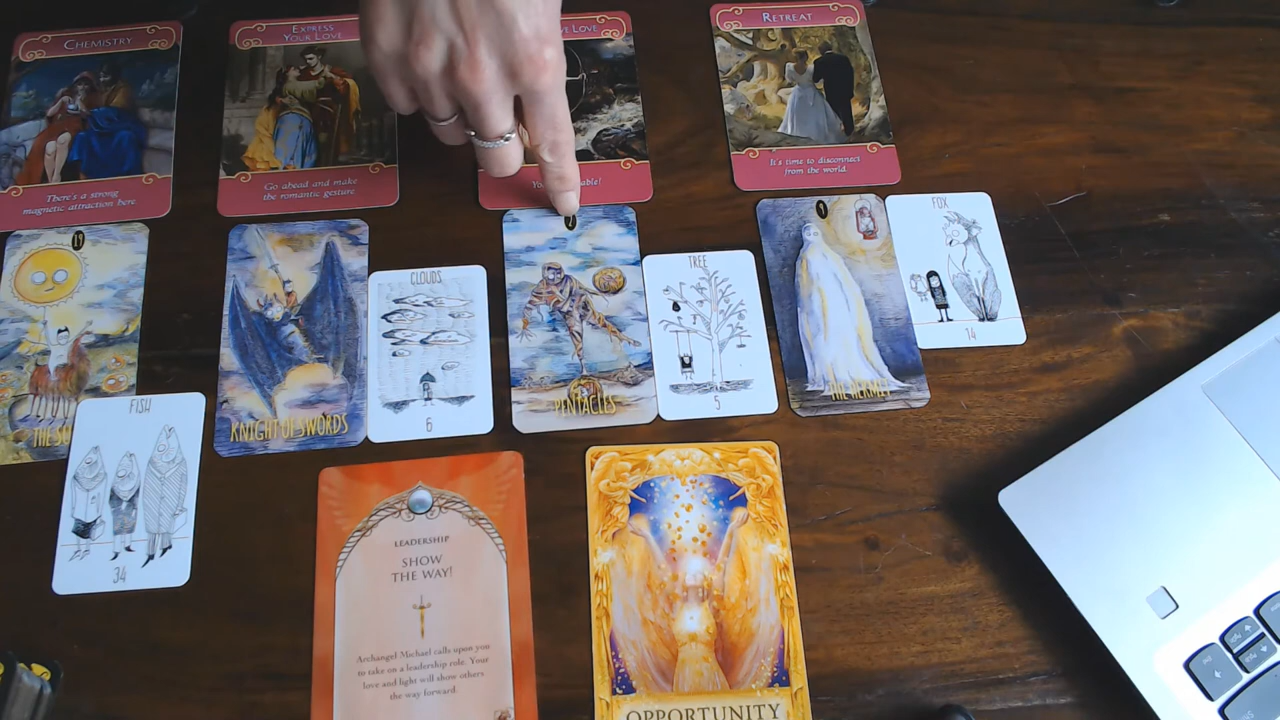 CHEMISTRY
There's a strong
magnetic attraction here.
EXPRESS
YOUR LOVE
Go ahead and make
the romantic gesture
LOVE
RETREAT
It's time to disconnect
from the world.
19
THE
FISH
34
KNIGHT OF SWORDS
CLOUDS
6
2
PENTACLES
TREE
5
9
THE HERMIT
FOX
14
LEADERSHIP
SHOW
THE WAY!
Archangel Michael calls upon you
to take on a leadership role. Your
love and light will show others
the way forward.
OPPORTUNITY